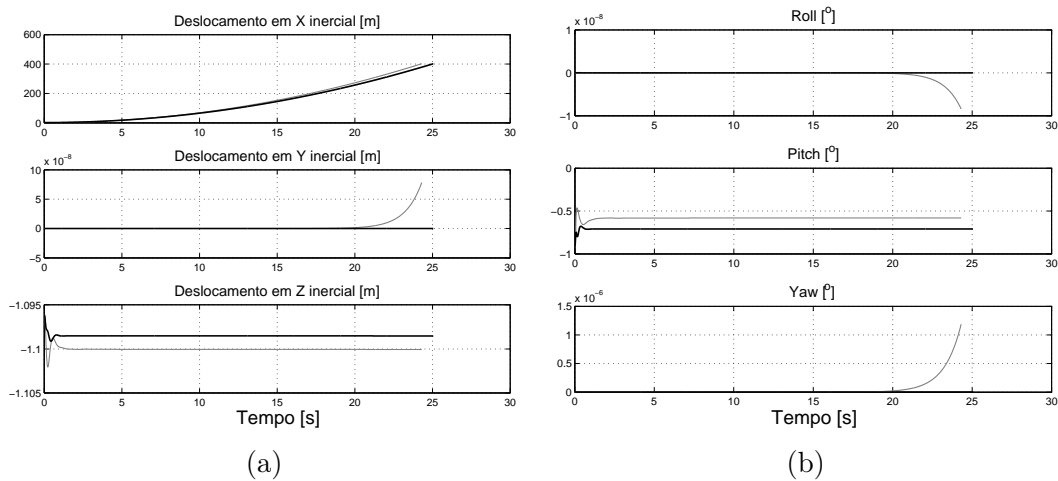 Deslocamento em X inercial [m]
600
400
200
0
0 5 10 15 20 25 30
Deslocamento em Y inercial [m]
x 10⁻⁸
10
5
0
−5
0 5 10 15 20 25 30
Deslocamento em Z inercial [m]
−1.095
−1.1
−1.105
0 5 10 15 20 25 30
Tempo [s]
(a)
Roll [º]
x 10⁻⁸
1
0
−1
0 5 10 15 20 25 30
Pitch [º]
0
−0.5
−1
0 5 10 15 20 25 30
Yaw [º]
x 10⁻⁶
1.5
1
0.5
0
0 5 10 15 20 25 30
Tempo [s]
(b)